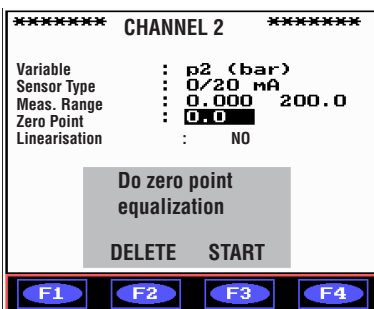 ******* CHANNEL 2 *******
Variable : p2 (bar)
Sensor Type : 0/20 mA
Meas. Range : 0.000 200.0
Zero Point : 0.0
Linearisation : NO
Do zero point
equalization
DELETE START
F1 F2 F3 F4